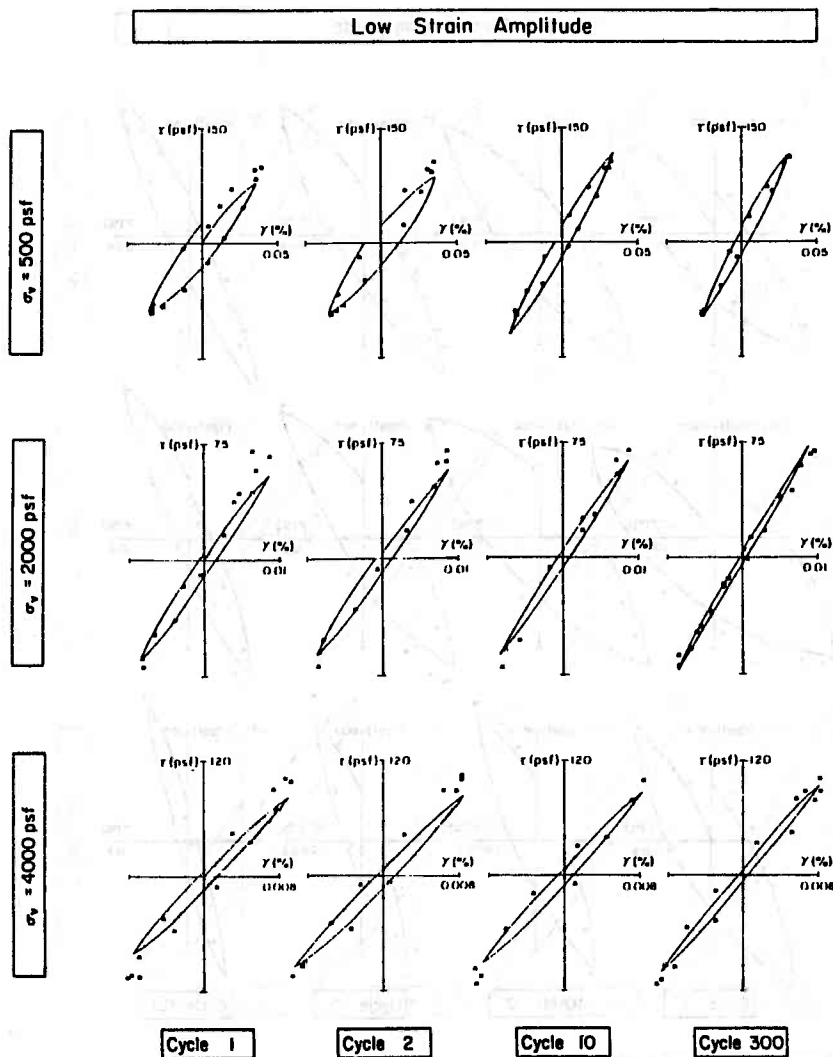 Low Strain Amplitude
σv = 500 psf
τ (psf) 150
γ (%)
0.05
τ (psf) 150
γ (%)
0.05
τ (psf) 150
γ (%)
0.05
τ (psf) 150
γ (%)
0.05
σv = 2000 psf
τ (psf) 75
γ (%)
0.01
τ (psf) 75
γ (%)
0.01
τ (psf) 75
γ (%)
0.01
τ (psf) 75
γ (%)
0.01
σv = 4000 psf
τ (psf) 120
γ (%)
0.008
τ (psf) 120
γ (%)
0.008
τ (psf) 120
γ (%)
0.008
τ (psf) 120
γ (%)
0.008
Cycle 1
Cycle 2
Cycle 10
Cycle 300